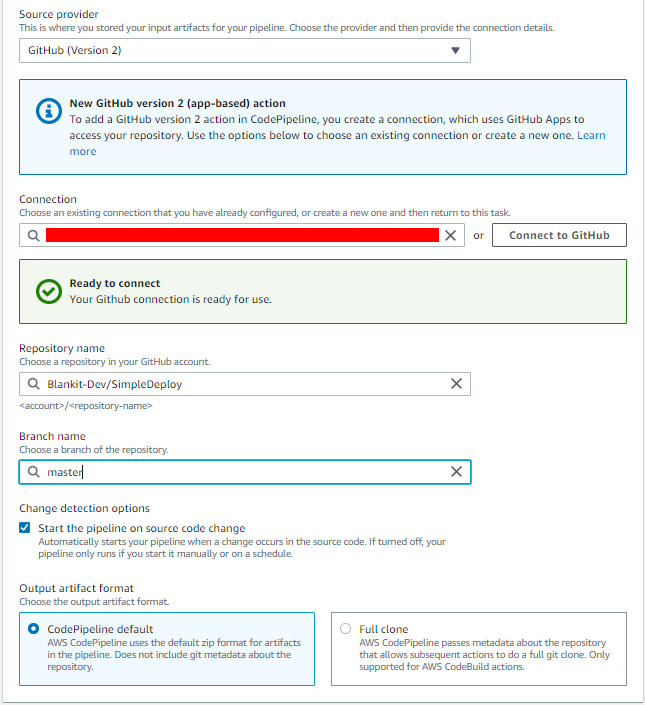 Source provider
This is where you stored your input artifacts for your pipeline. Choose the provider and then provide the connection details.
GitHub (Version 2)
New GitHub version 2 (app-based) action
To add a GitHub version 2 action in CodePipeline, you create a connection, which uses GitHub Apps to
access your repository. Use the options below to choose an existing connection or create a new one. Learn
more
Connection
Choose an existing connection that you have already configured, or create a new one and then return to this task.
or
Connect to GitHub
Ready to connect
Your Github connection is ready for use.
Repository name
Choose a repository in your GitHub account.
Blankit-Dev/SimpleDeploy
<account>/<repository-name>
Branch name
Choose a branch of the repository.
master
Change detection options
Start the pipeline on source code change
Automatically starts your pipeline when a change occurs in the source code. If turned off, your
pipeline only runs if you start it manually or on a schedule.
Output artifact format
Choose the output artifact format.
CodePipeline default
AWS CodePipeline uses the default zip format for artifacts
in the pipeline. Does not include git metadata about the
repository.
Full clone
AWS CodePipeline passes metadata about the repository
that allows subsequent actions to do a full git clone. Only
supported for AWS CodeBuild actions.